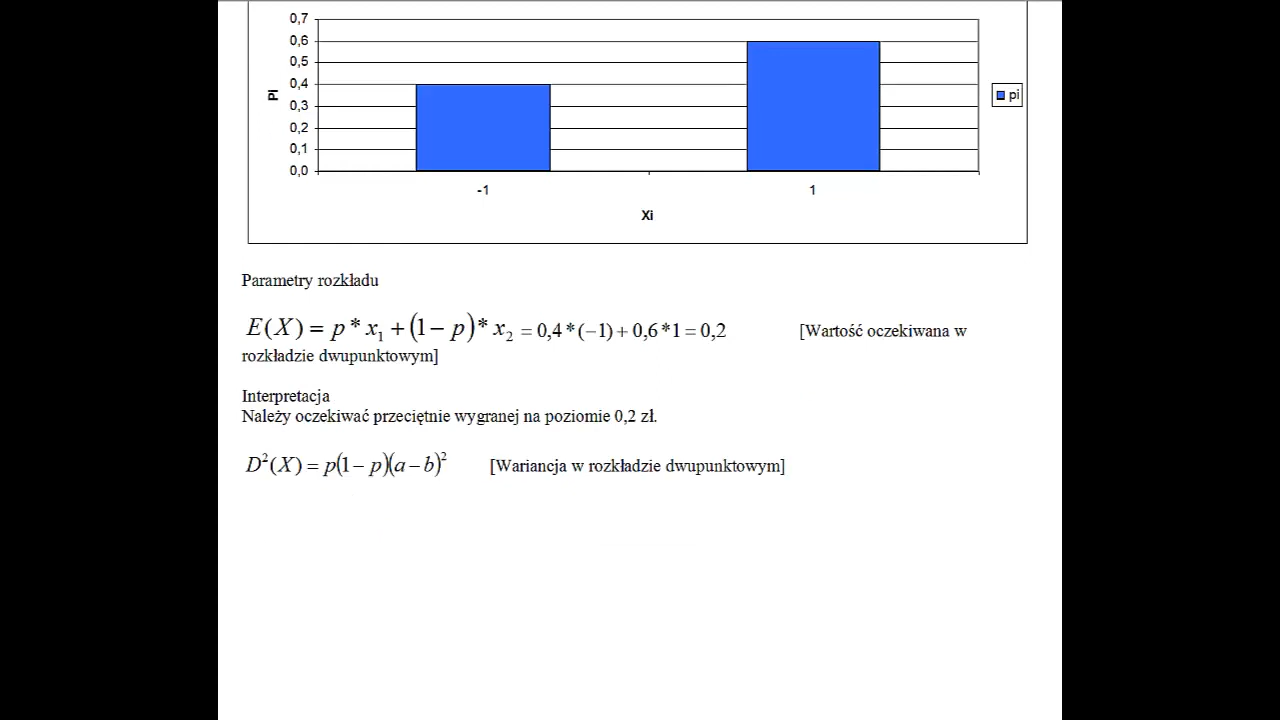 0,7
0,6
0,5
0,4
0,3
0,2
0,1
0,0
Pi
-1
1
Xi
pi
Parametry rozkładu
E(X) = p * x₁ + (1 − p) * x₂ = 0,4 * (−1) + 0,6 * 1 = 0,2 [Wartość oczekiwana w
rozkładzie dwupunktowym]
Interpretacja
Należy oczekiwać przeciętnie wygranej na poziomie 0,2 zł.
D²(X) = p(1 − p)(a − b)² [Wariancja w rozkładzie dwupunktowym]